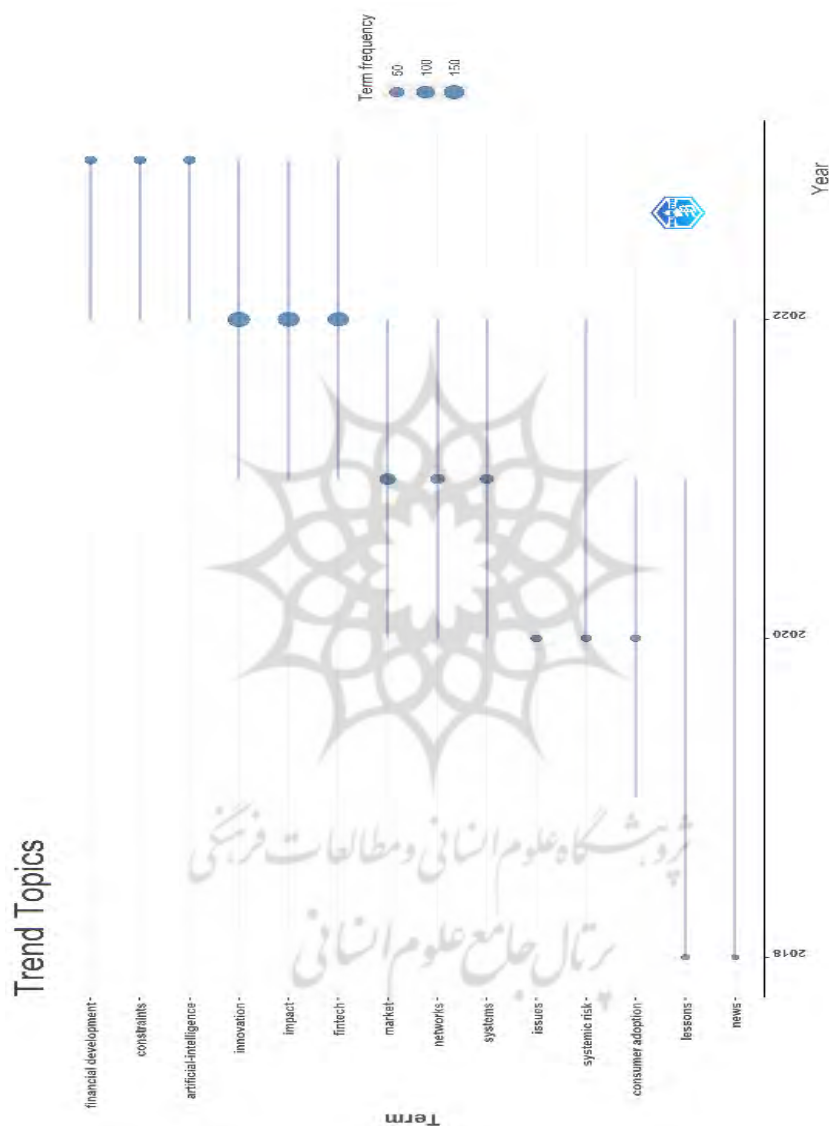 Trend Topics
Term
financial development
constraints
artificial-intelligence
innovation
impact
fintech
market
networks
systems
issues
systemic risk
consumer adoption
lessons
news
2018
2020
2022
Year
Term frequency
50
100
150
پژوهشگاه علوم انسانی و مطالعات فرهنگی
پرتال جامع علوم انسانی